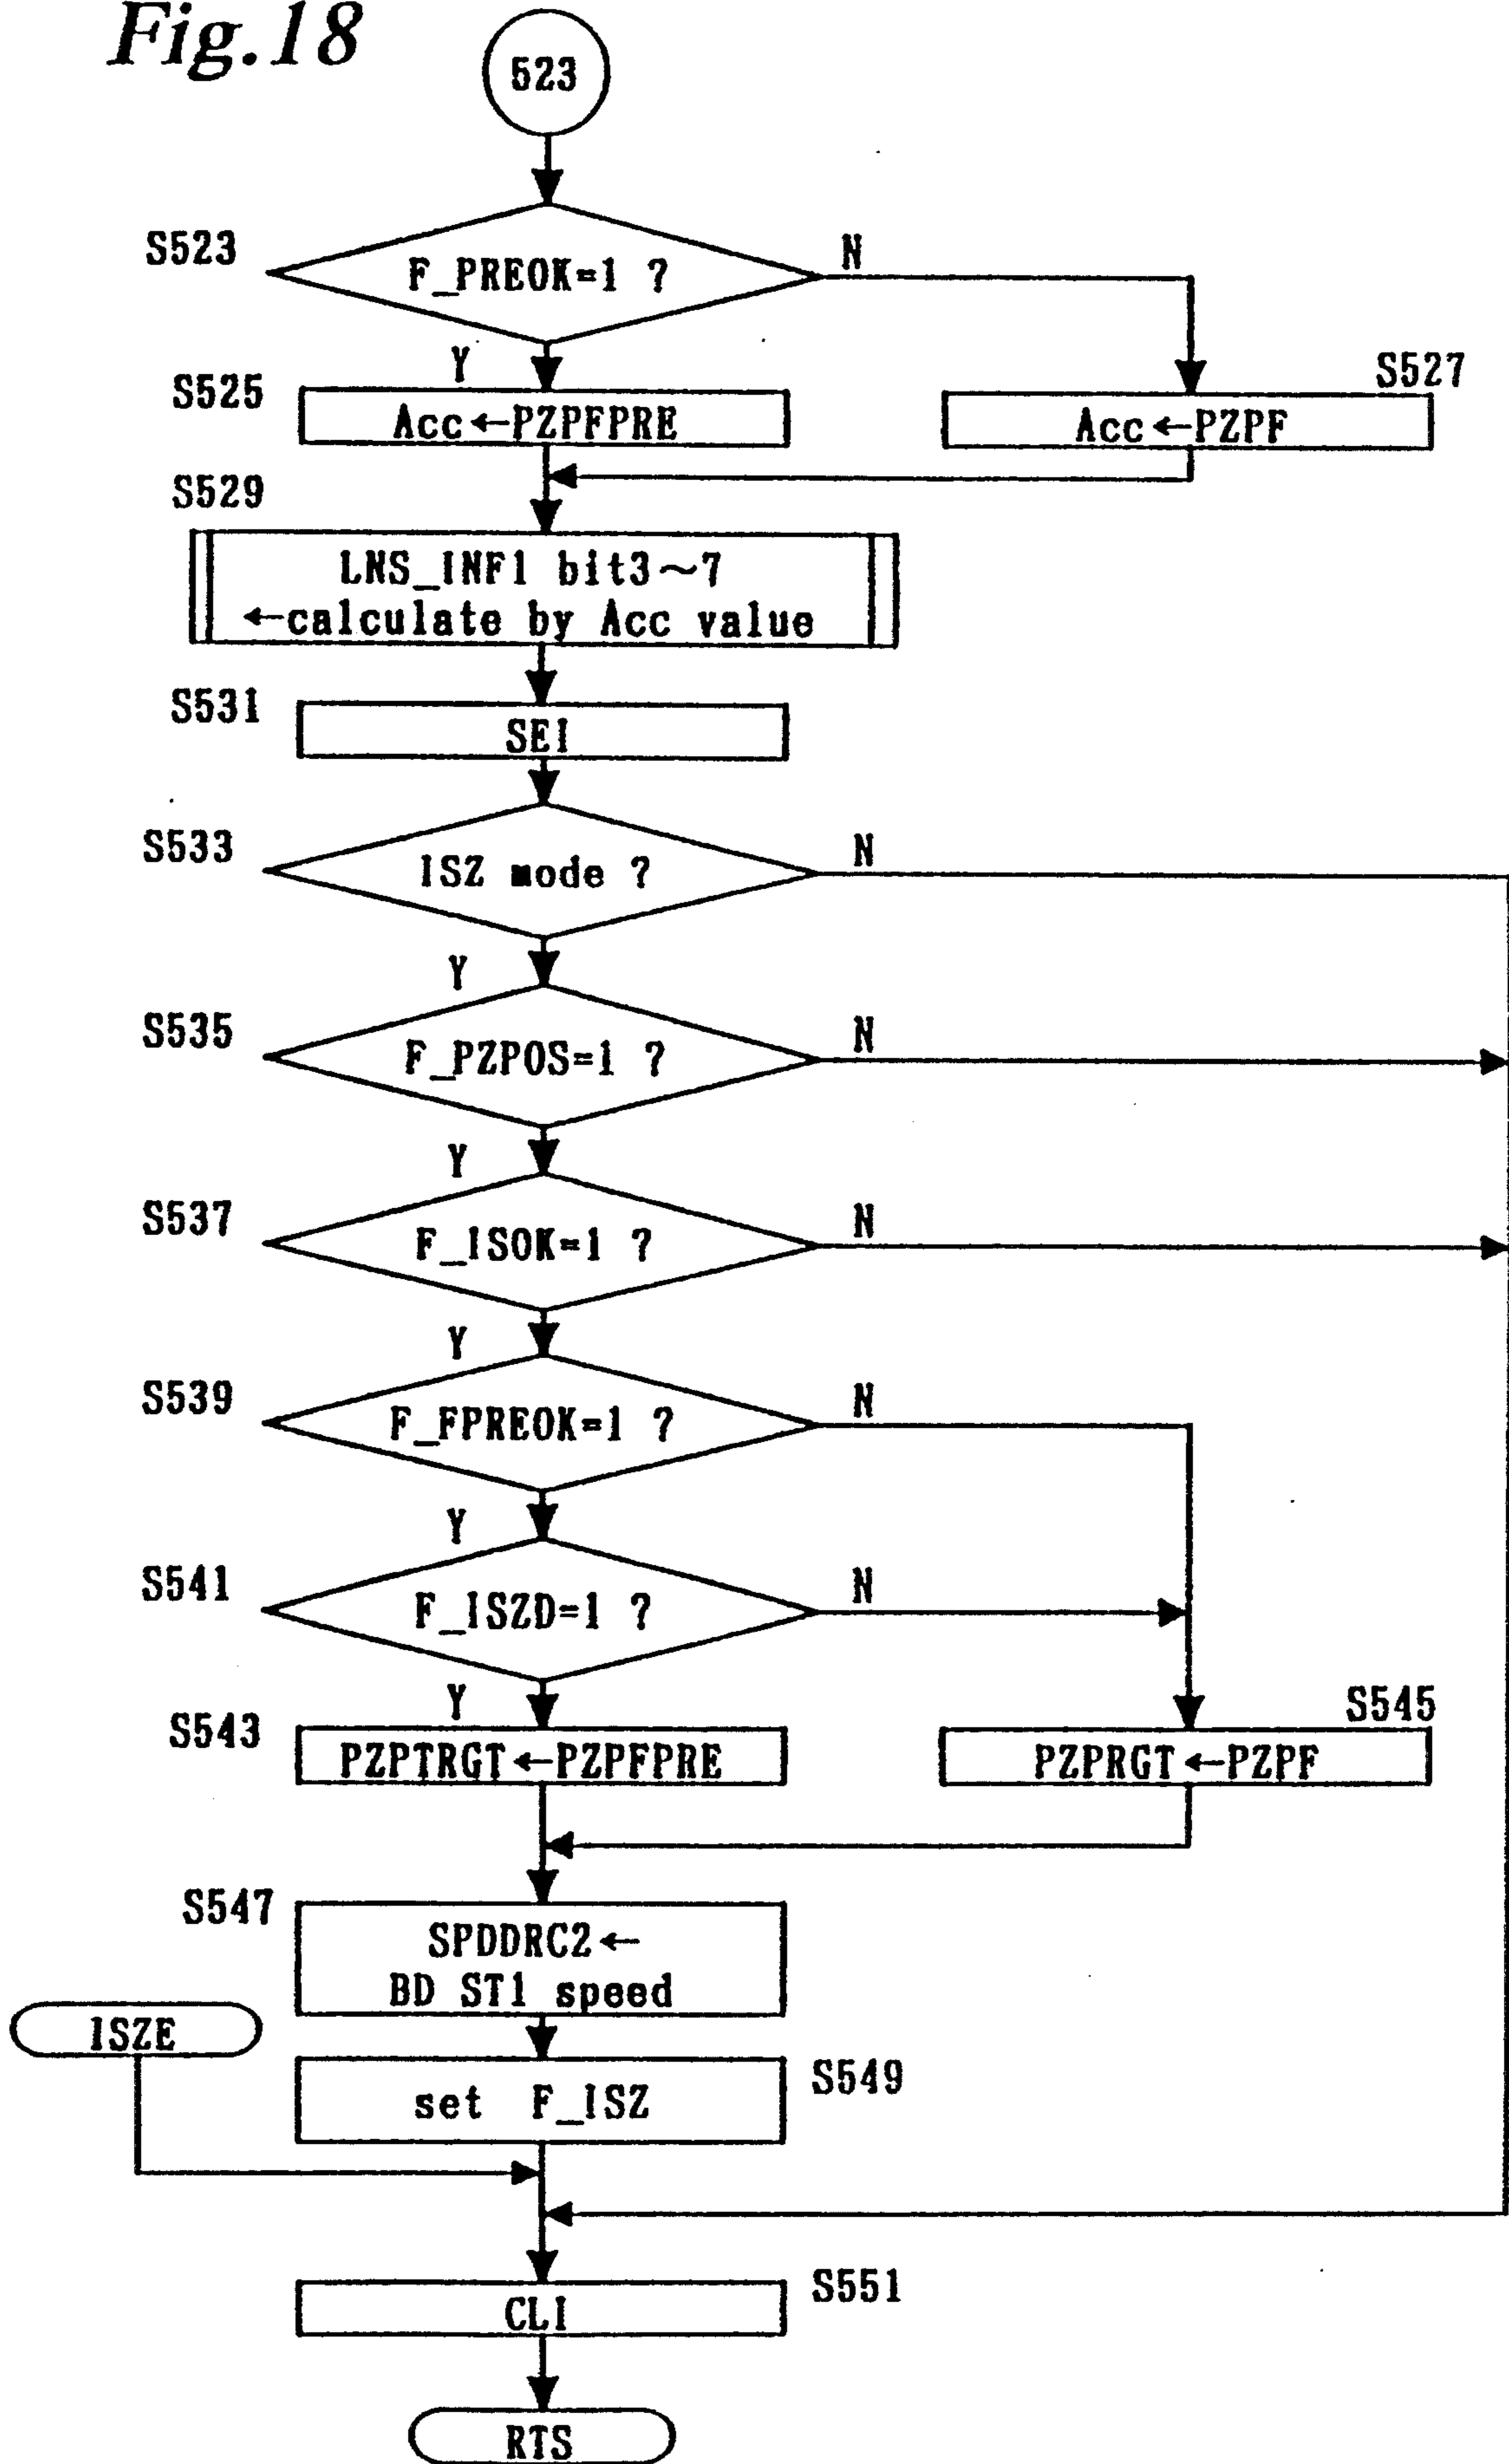 Fig.18
523
S523
F_PREOK=1 ?
N
Y
S525
Acc←PZPFPRE
S527
Acc←PZPF
S529
LNS_INF1 bit3~7
←calculate by Acc value
S531
SEI
S533
ISZ mode ?
N
Y
S535
F_PZPOS=1 ?
N
Y
S537
F_ISOK=1 ?
N
Y
S539
F_FPREOK=1 ?
N
Y
S541
F_ISZD=1 ?
N
Y
S543
PZPTRGT←PZPFPRE
S545
PZPRGT←PZPF
S547
SPDDRC2←
BD ST1 speed
ISZE
set F_ISZ
S549
CLI
S551
RTS